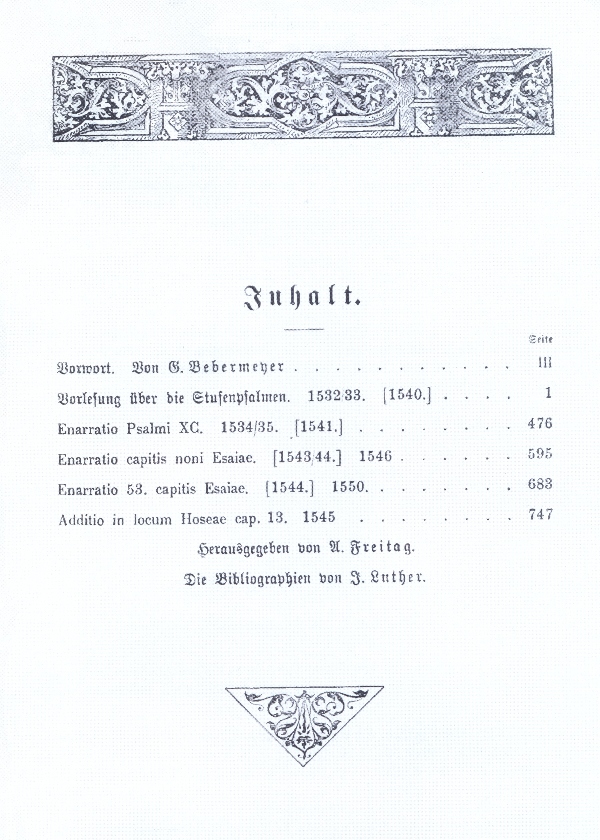 Inhalt.
Seite
Vorwort. Von G. Bebermeyer . . . . . . . . . . . III
Vorlesung über die Stufenpsalmen. 1532/33. [1540.] . . . . 1
Enarratio Psalmi XC. 1534/35. [1541.] . . . . . . . . 476
Enarratio capitis noni Esaiae. [1543/44.] 1546 . . . . . . 595
Enarratio 53. capitis Esaiae. [1544.] 1550. . . . . . . . 683
Additio in locum Hoseae cap. 13. 1545 . . . . . . . . 747
Herausgegeben von A. Freitag.
Die Bibliographien von J. Luther.